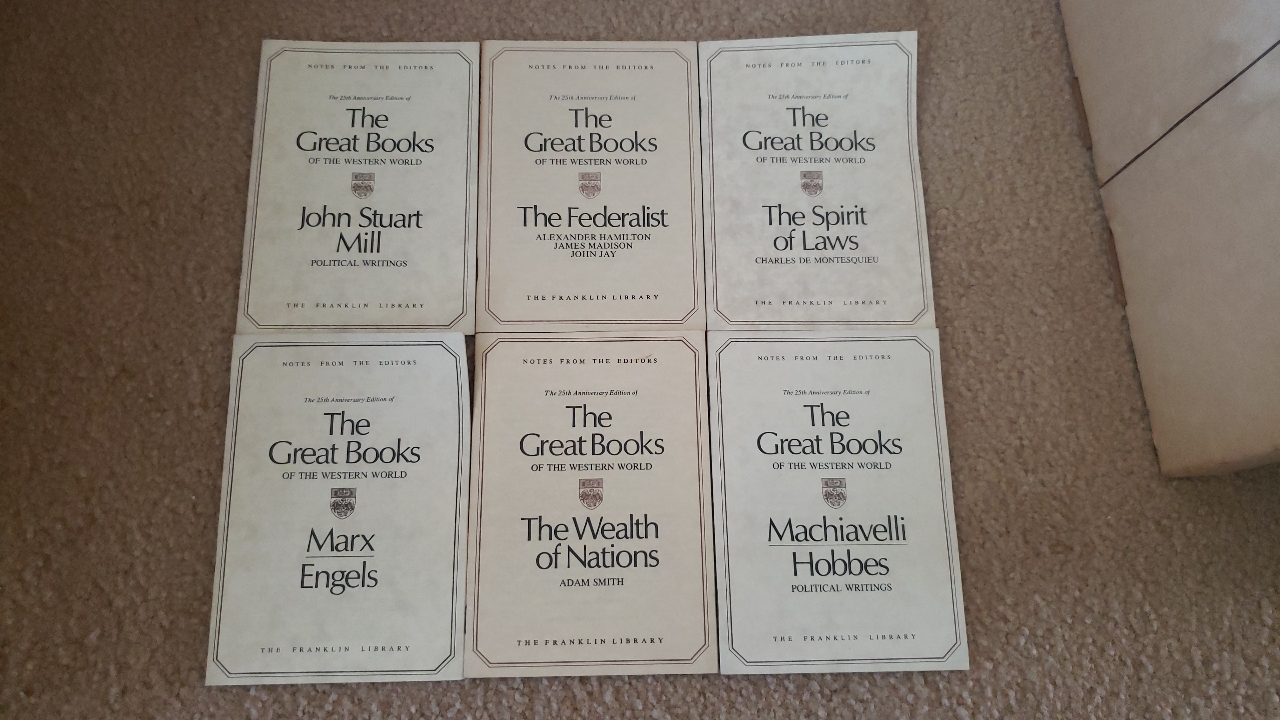 NOTES FROM THE EDITORS
The 25th Anniversary Edition of
The
Great Books
OF THE WESTERN WORLD
John Stuart
Mill
POLITICAL WRITINGS
THE FRANKLIN LIBRARY
NOTES FROM THE EDITORS
The 25th Anniversary Edition of
The
Great Books
OF THE WESTERN WORLD
The Federalist
ALEXANDER HAMILTON
JAMES MADISON
JOHN JAY
THE FRANKLIN LIBRARY
NOTES FROM THE EDITORS
The 25th Anniversary Edition of
The
Great Books
OF THE WESTERN WORLD
The Spirit
of Laws
CHARLES DE MONTESQUIEU
THE FRANKLIN LIBRARY
NOTES FROM THE EDITORS
The 25th Anniversary Edition of
The
Great Books
OF THE WESTERN WORLD
Marx
Engels
THE FRANKLIN LIBRARY
NOTES FROM THE EDITORS
The 25th Anniversary Edition of
The
Great Books
OF THE WESTERN WORLD
The Wealth
of Nations
ADAM SMITH
THE FRANKLIN LIBRARY
NOTES FROM THE EDITORS
The 25th Anniversary Edition of
The
Great Books
OF THE WESTERN WORLD
Machiavelli
Hobbes
POLITICAL WRITINGS
THE FRANKLIN LIBRARY